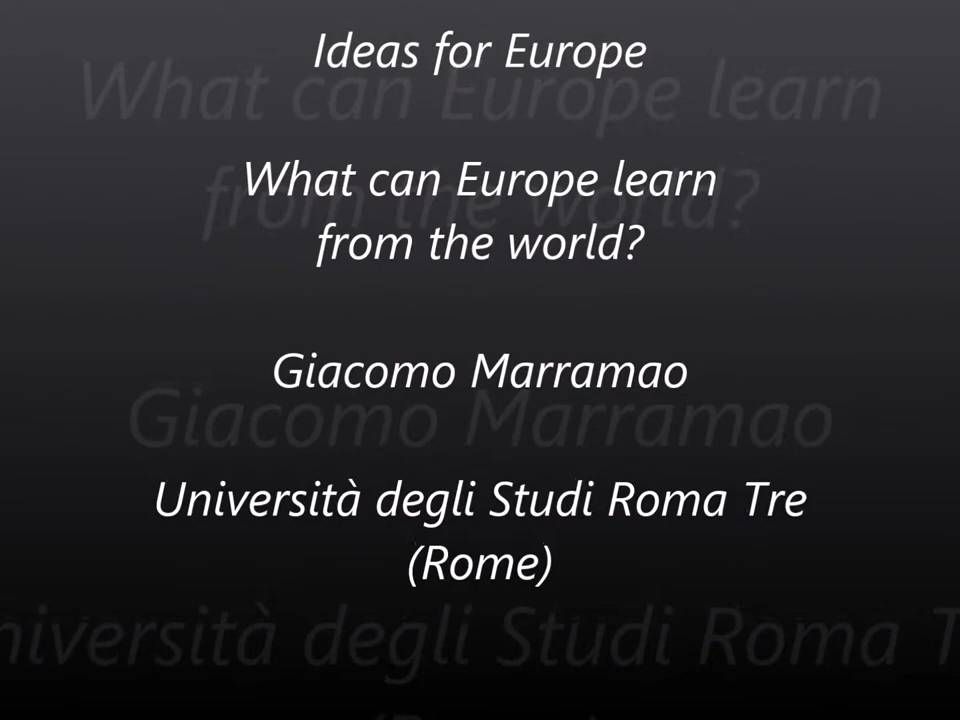 Ideas for Europe
What can Europe learn
from the world?
Giacomo Marramao
Università degli Studi Roma Tre
(Rome)